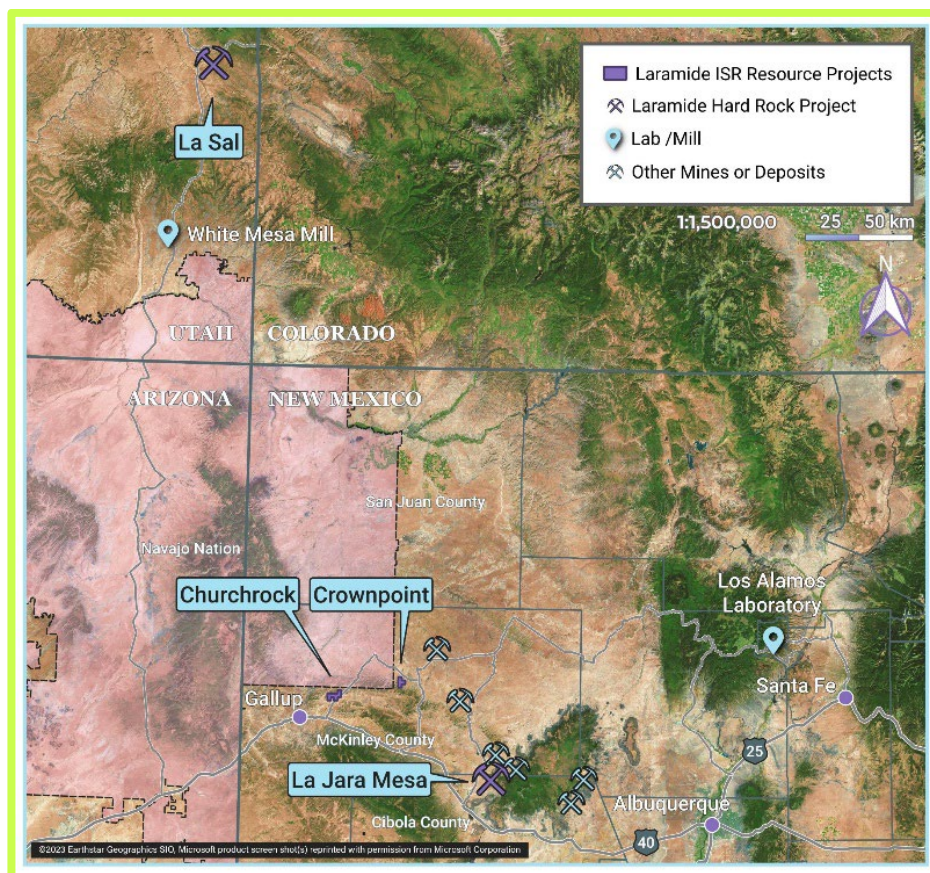 Laramide ISR Resource Projects
Laramide Hard Rock Project
Lab /Mill
Other Mines or Deposits
1:1,500,000
25
50 km
N
La Sal
White Mesa Mill
UTAH
COLORADO
ARIZONA
NEW MEXICO
San Juan County
Navajo Nation
Churchrock
Crownpoint
Los Alamos
Laboratory
Santa Fe
Gallup
McKinley County
25
La Jara Mesa
Albuquerque
Cibola County
40
©2023 Earthstar Geographics SIO, Microsoft product screen shot(s) reprinted with permission from Microsoft Corporation